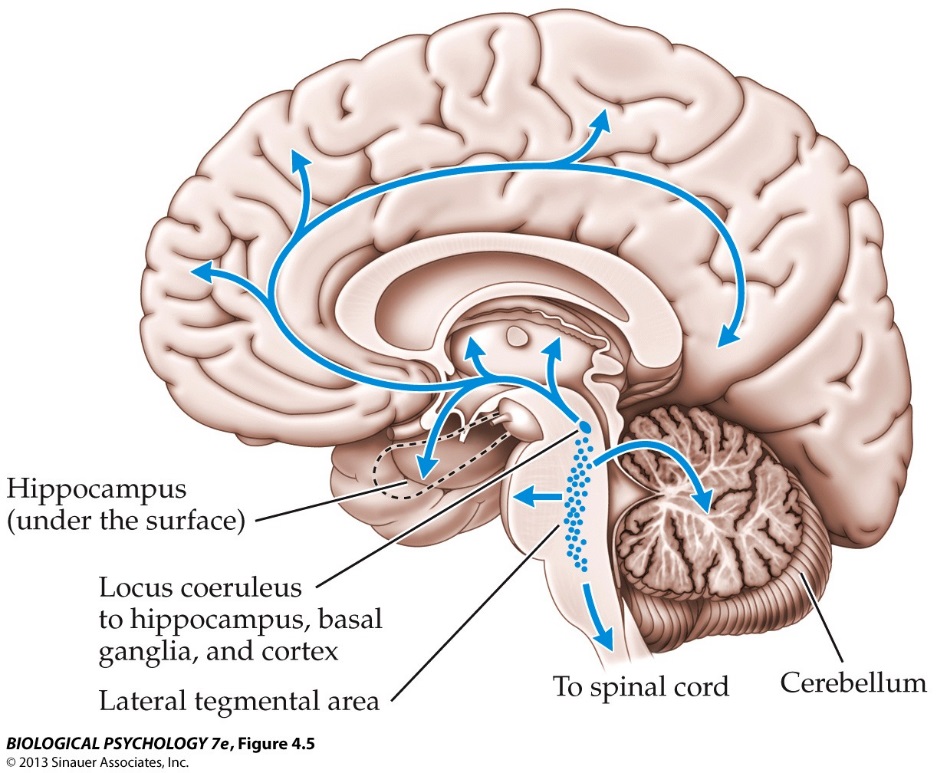 Hippocampus
(under the surface)
Locus coeruleus
to hippocampus, basal
ganglia, and cortex
Lateral tegmental area
To spinal cord
Cerebellum
BIOLOGICAL PSYCHOLOGY 7e, Figure 4.5
© 2013 Sinauer Associates, Inc.